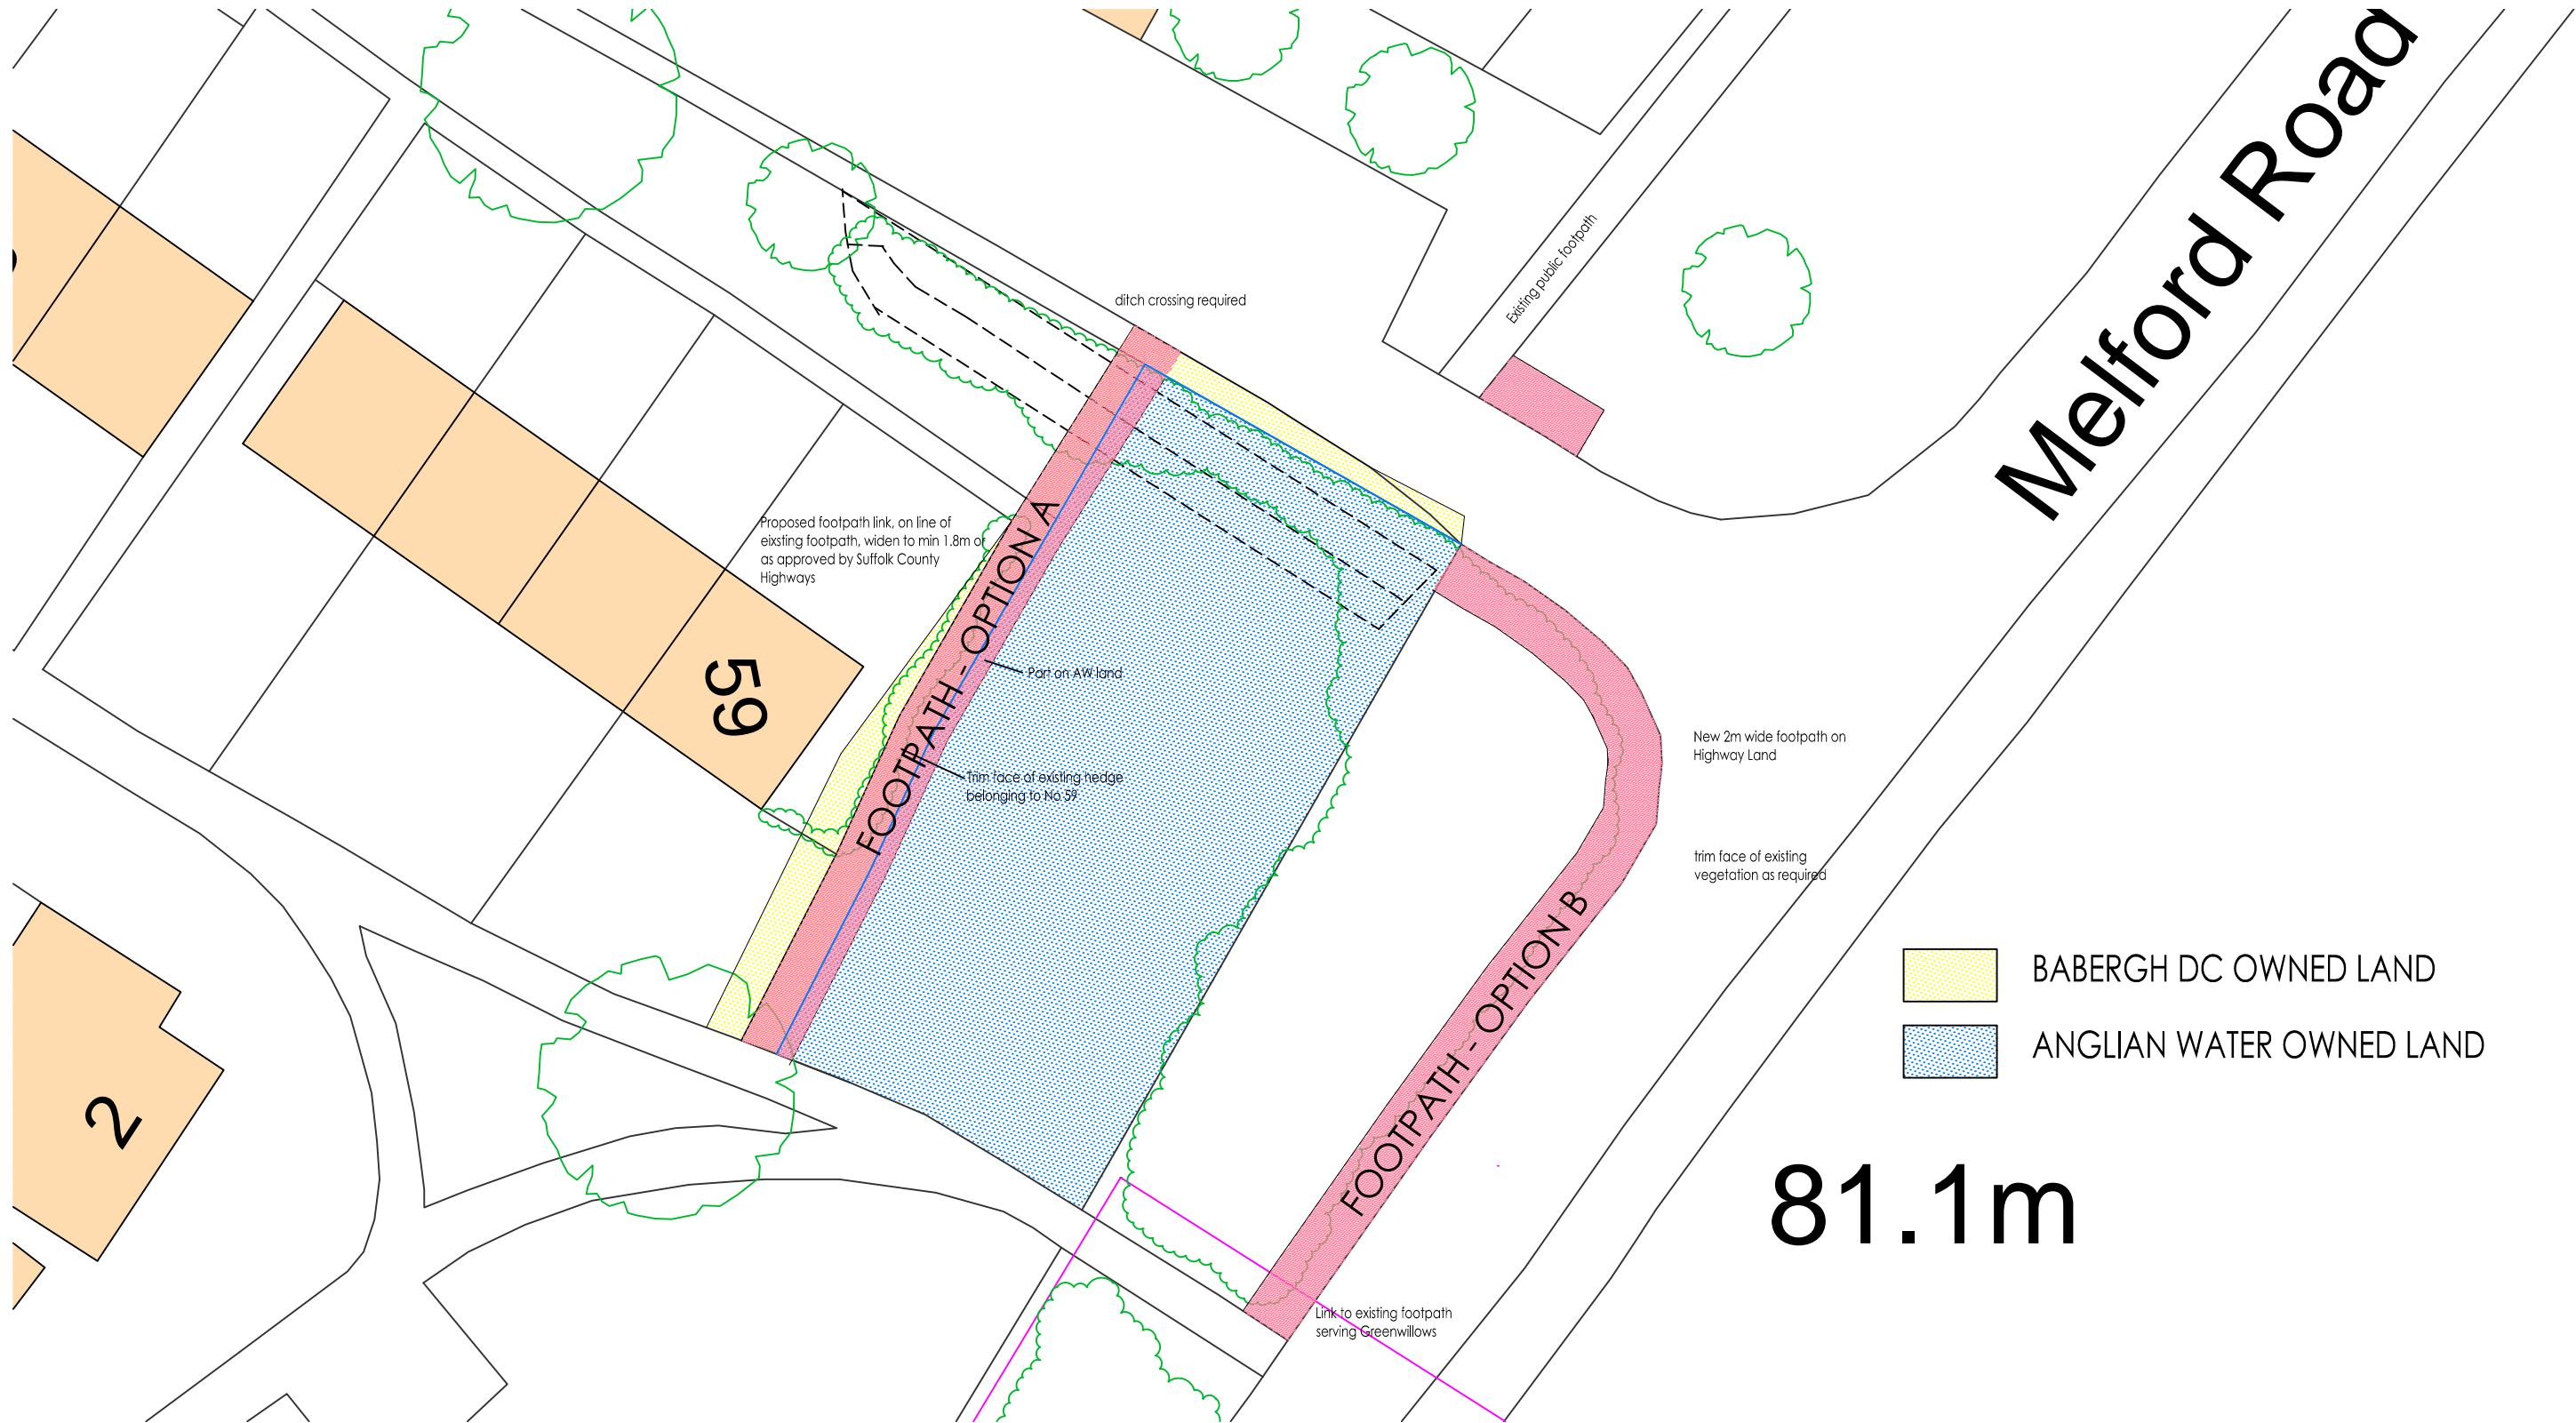 Melford Road
Existing public footpath
ditch crossing required
Proposed footpath link, on line of
eixsting footpath, widen to min 1.8m or
as approved by Suffolk County
Highways
FOOTPATH - OPTION A
Part on AW land
59
Trim face of existing hedge
belonging to No 59
New 2m wide footpath on
Highway Land
trim face of existing
vegetation as required
FOOTPATH - OPTION B
BABERGH DC OWNED LAND
ANGLIAN WATER OWNED LAND
2
81.1m
Link to existing footpath
serving Greenwillows